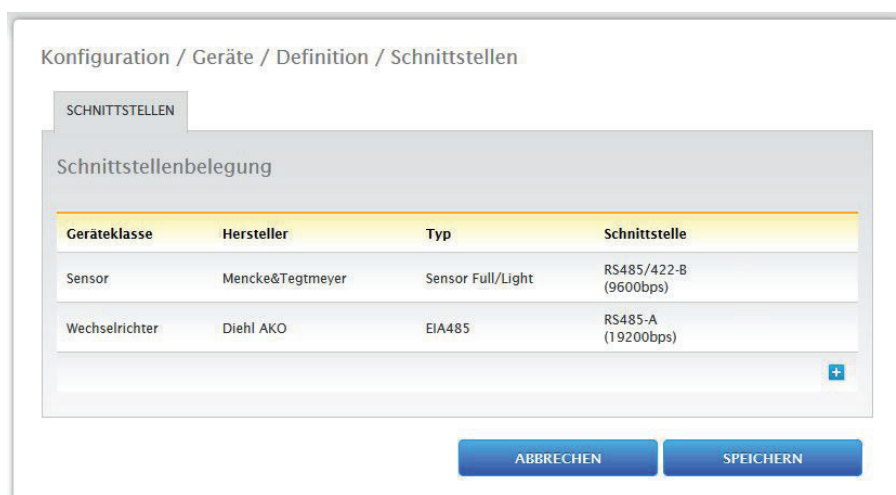 Konfiguration / Geräte / Definition / Schnittstellen
SCHNITTSTELLEN
Schnittstellenbelegung
Geräteklasse Hersteller Typ Schnittstelle
Sensor Mencke&Tegtmeyer Sensor Full/Light RS485/422-B
(9600bps)
Wechselrichter Diehl AKO EIA485 RS485-A
(19200bps)
ABBRECHEN SPEICHERN